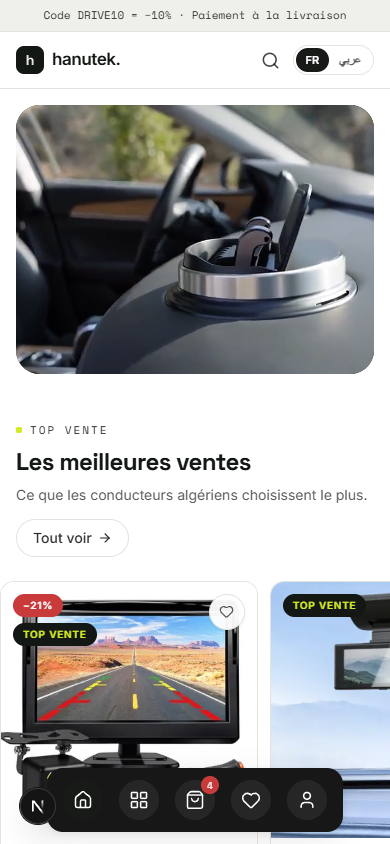 Code DRIVE10 = −10% · Paiement à la livraison
h hanutek.
FR عربي
TOP VENTE
Les meilleures ventes
Ce que les conducteurs algériens choisissent le plus.
Tout voir →
−21%
TOP VENTE
TOP VENTE
4
N